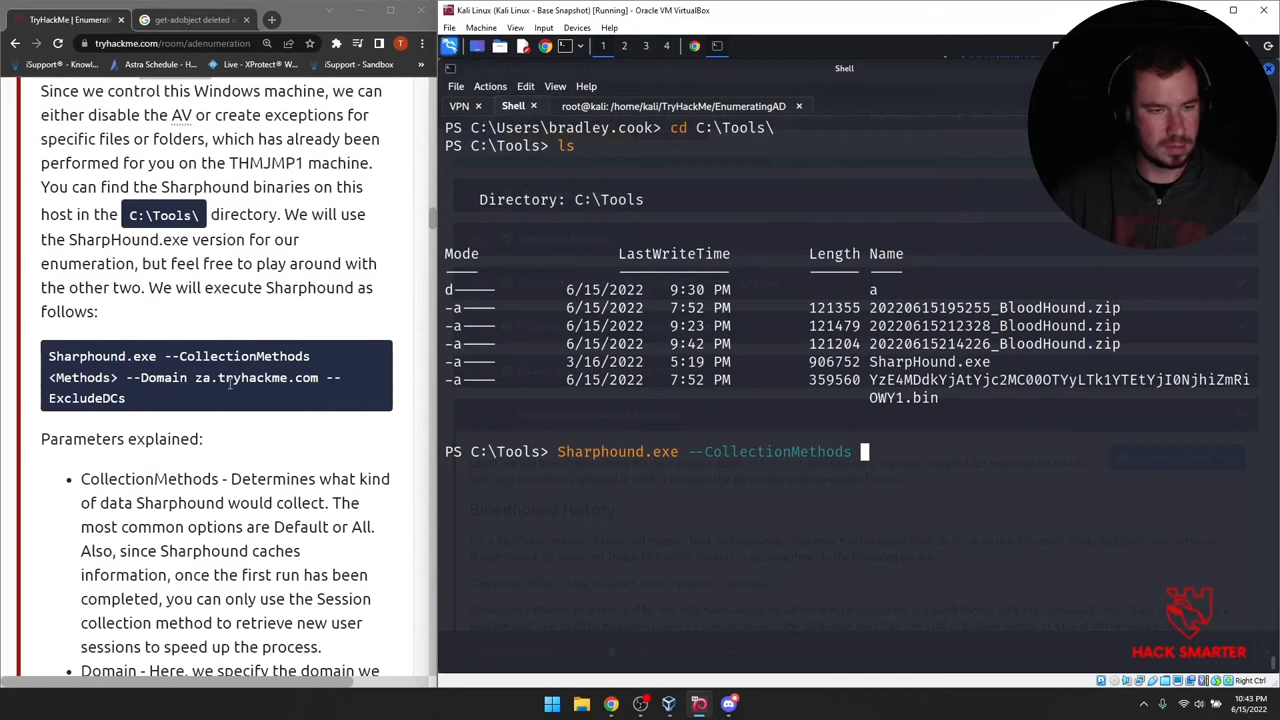 TryHackMe | Enumerati
get-adobject deleted o
tryhackme.com/room/adenumeration
iSupport® - Knowl...
Astra Schedule - H...
Live - XProtect® W...
iSupport - Sandbox
Since we control this Windows machine, we can
either disable the AV or create exceptions for
specific files or folders, which has already been
performed for you on the THMJMP1 machine.
You can find the Sharphound binaries on this
host in the C:\Tools\ directory. We will use
the SharpHound.exe version for our
enumeration, but feel free to play around with
the other two. We will execute Sharphound as
follows:
Sharphound.exe --CollectionMethods
<Methods> --Domain za.tryhackme.com --
ExcludeDCs
Parameters explained:
• CollectionMethods - Determines what kind
of data Sharphound would collect. The
most common options are Default or All.
Also, since Sharphound caches
information, once the first run has been
completed, you can only use the Session
collection method to retrieve new user
sessions to speed up the process.
• Domain - Here, we specify the domain we
Kali Linux (Kali Linux - Base Snapshot) [Running] - Oracle VM VirtualBox
File Machine View Input Devices Help
1 2 3 4
Shell
File Actions Edit View Help
VPN Shell root@kali: /home/kali/TryHackMe/EnumeratingAD
PS C:\Users\bradley.cook> cd C:\Tools\
PS C:\Tools> ls
Directory: C:\Tools
Mode LastWriteTime Length Name
d---- 6/15/2022 9:30 PM a
-a--- 6/15/2022 7:52 PM 121355 20220615195255_BloodHound.zip
-a--- 6/15/2022 9:23 PM 121479 20220615212328_BloodHound.zip
-a--- 6/15/2022 9:42 PM 121204 20220615214226_BloodHound.zip
-a--- 3/16/2022 5:19 PM 906752 SharpHound.exe
-a--- 6/15/2022 7:52 PM 359560 YzE4MDdkYjAtYjc2MC00OTYyLTk1YTEtYjI0NjhiZmRi
OWY1.bin
PS C:\Tools> Sharphound.exe --CollectionMethods
Bloodhound History
HACK SMARTER
Right Ctrl
10:43 PM
6/15/2022